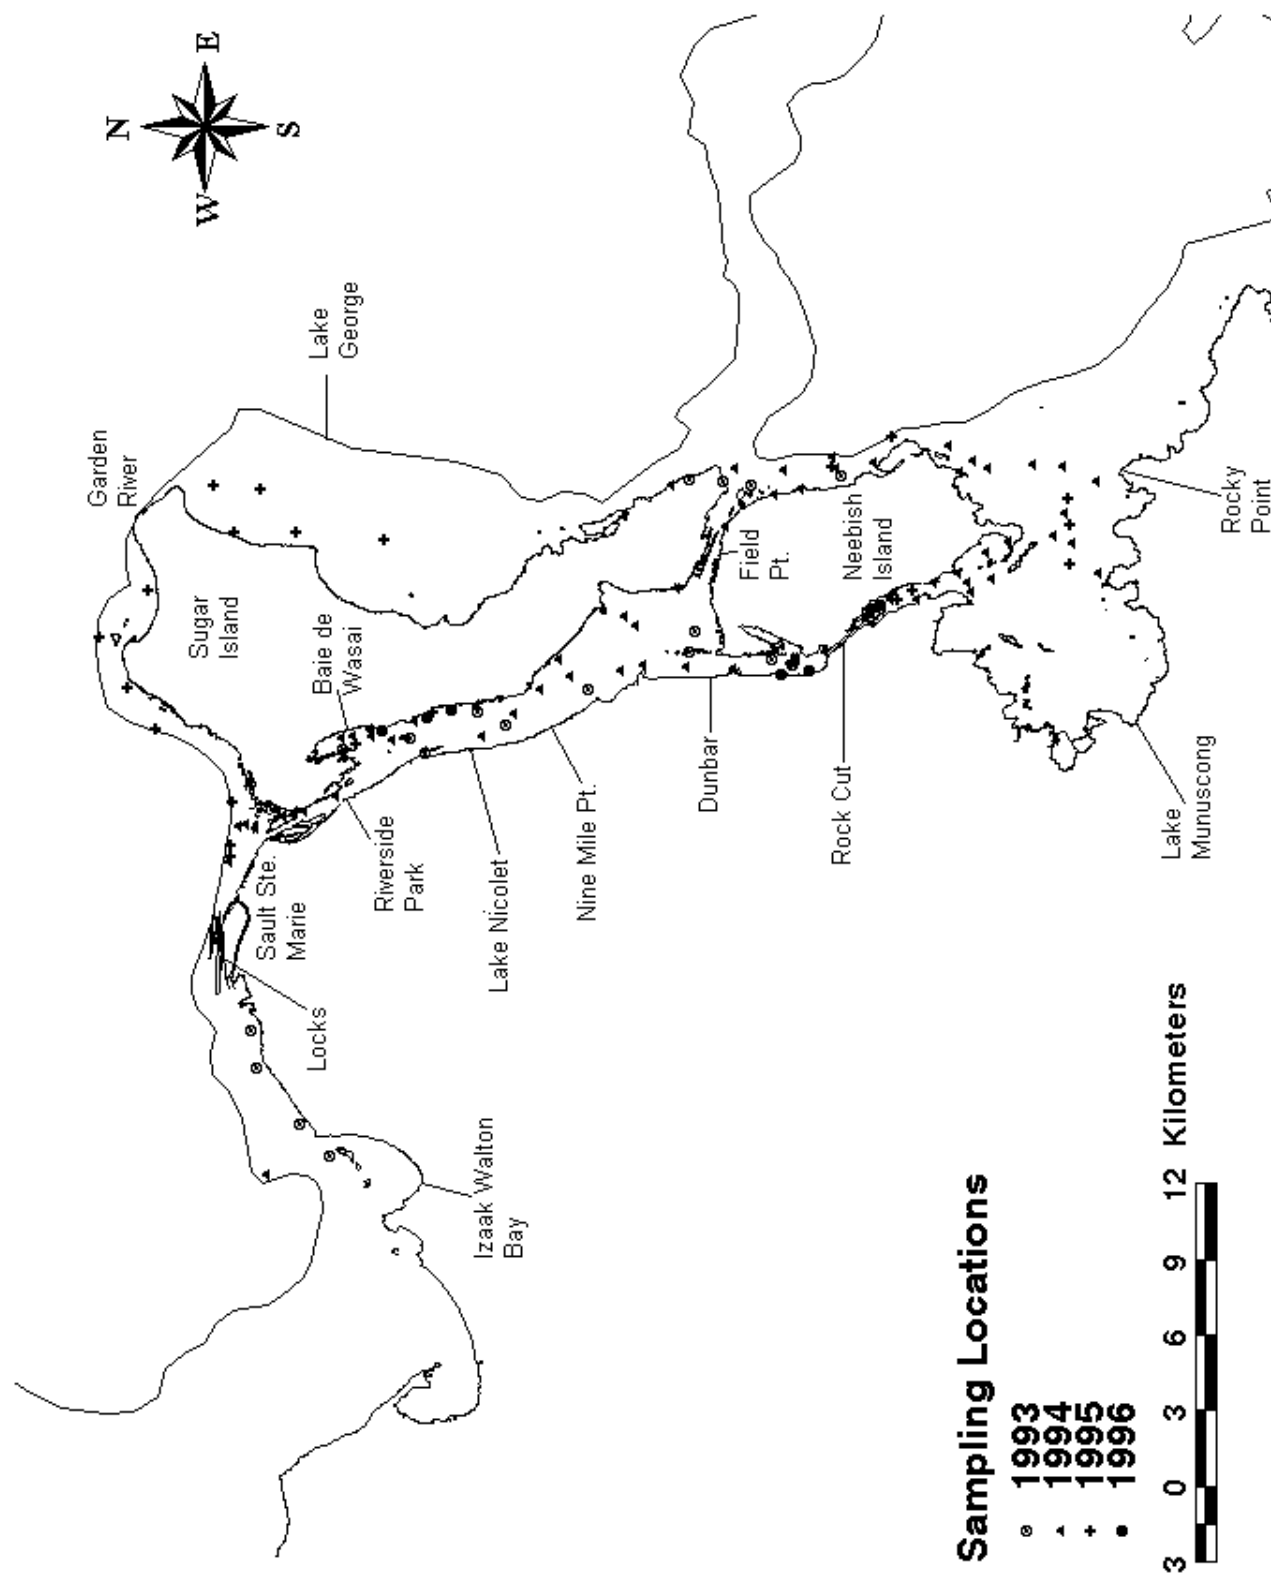 N
E
S
W
Garden
River
Lake
George
Sugar
Island
Baie de
Wasai
Sault Ste.
Marie
Locks
Riverside
Park
Izaak Walton
Bay
Lake Nicolet
Nine Mile Pt.
Dunbar
Field
Pt.
Rock Cut
Neebish
Island
Lake
Munuscong
Rocky
Point
Sampling Locations
1993
1994
1995
1996
3 0 3 6 9 12 Kilometers